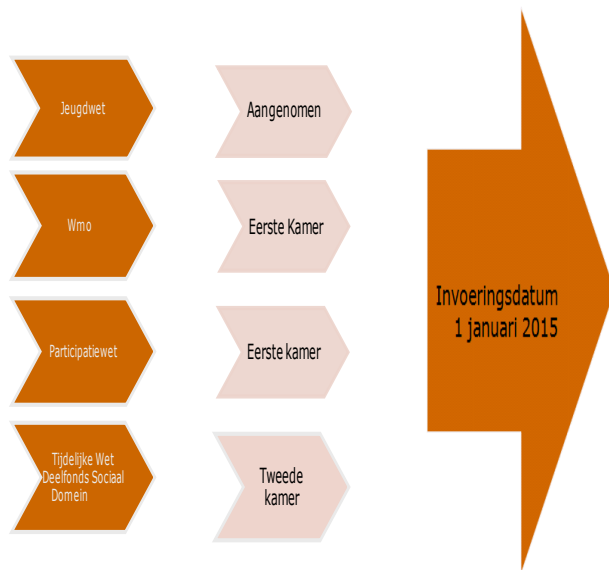 Jeugdwet
Aangenomen
Wmo
Eerste Kamer
Participatiewet
Eerste kamer
Tijdelijke Wet
Deelfonds Sociaal
Domein
Tweede
kamer
Invoeringsdatum
1 januari 2015